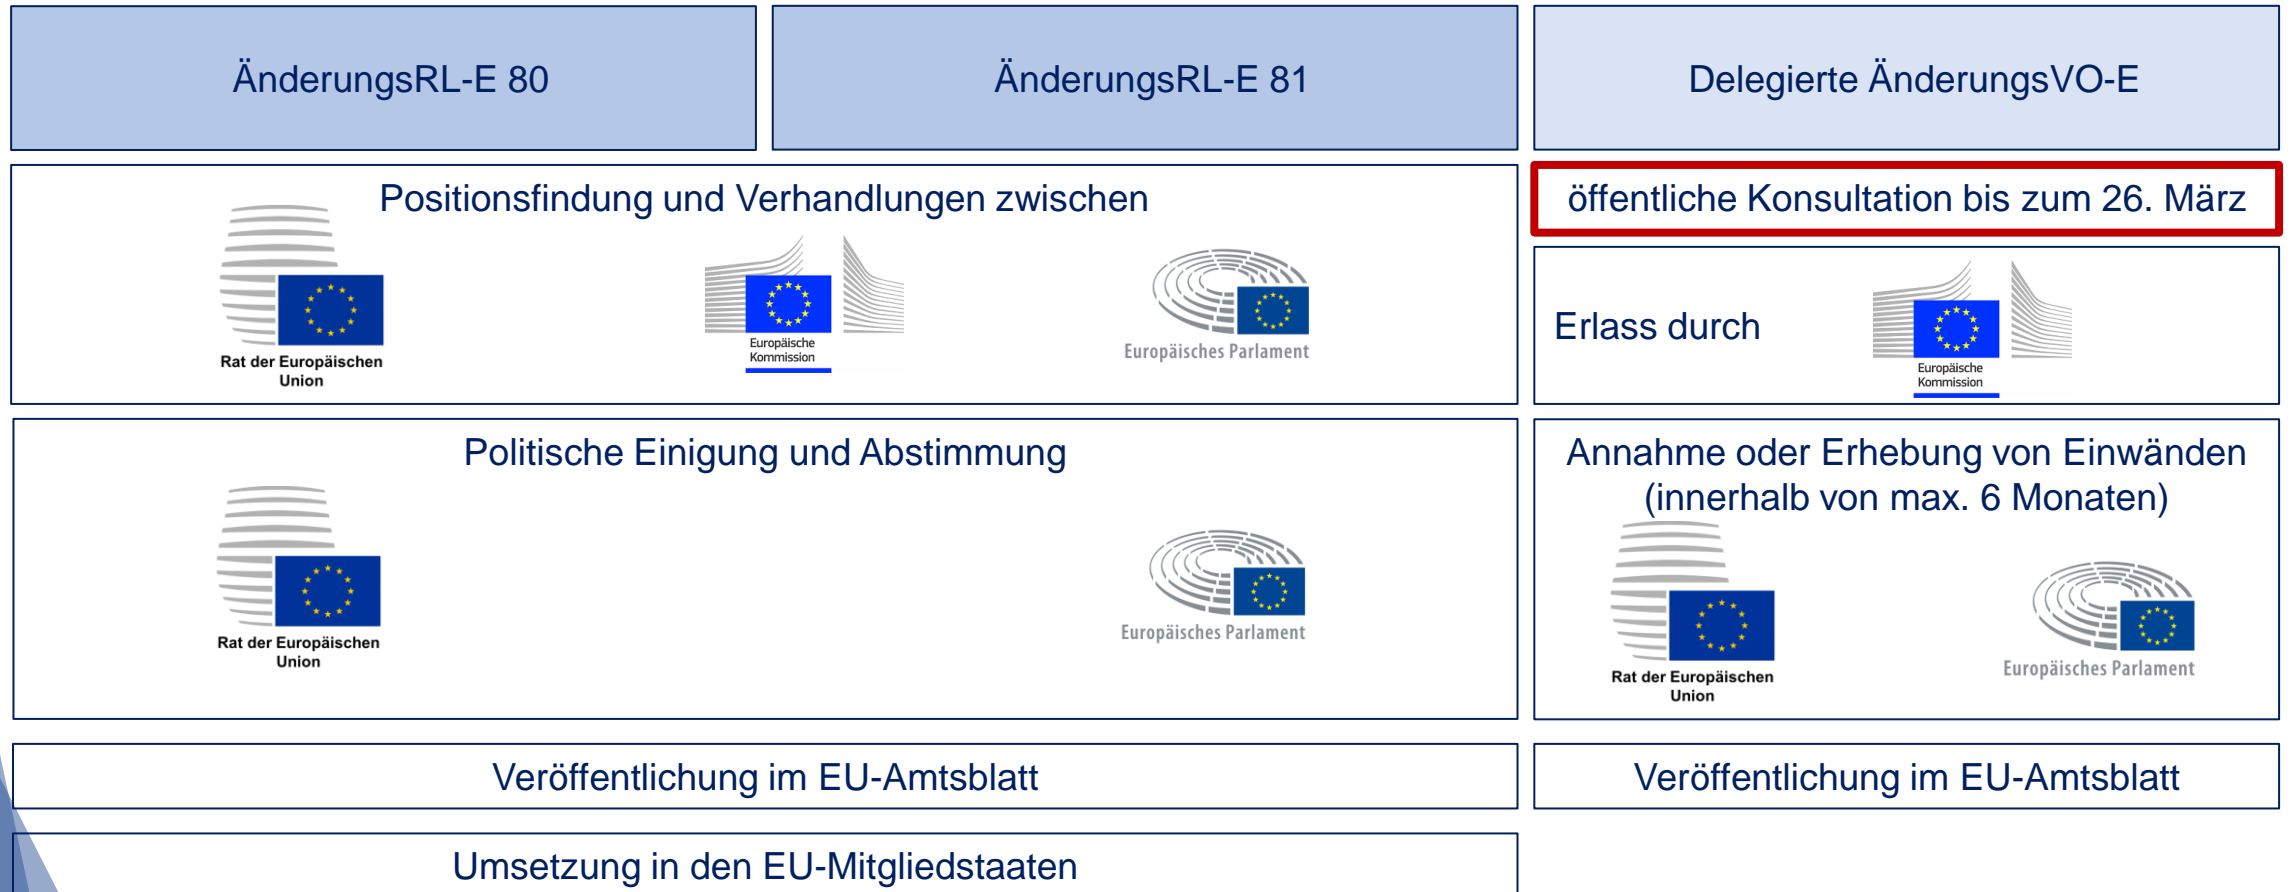 ÄnderungsRL-E 80
ÄnderungsRL-E 81
Delegierte ÄnderungsVO-E
Positionsfindung und Verhandlungen zwischen
Rat der Europäischen
Union
Europäische
Kommission
Europäisches Parlament
öffentliche Konsultation bis zum 26. März
Erlass durch
Europäische
Kommission
Politische Einigung und Abstimmung
Rat der Europäischen
Union
Europäisches Parlament
Annahme oder Erhebung von Einwänden
(innerhalb von max. 6 Monaten)
Rat der Europäischen
Union
Europäisches Parlament
Veröffentlichung im EU-Amtsblatt
Veröffentlichung im EU-Amtsblatt
Umsetzung in den EU-Mitgliedstaaten